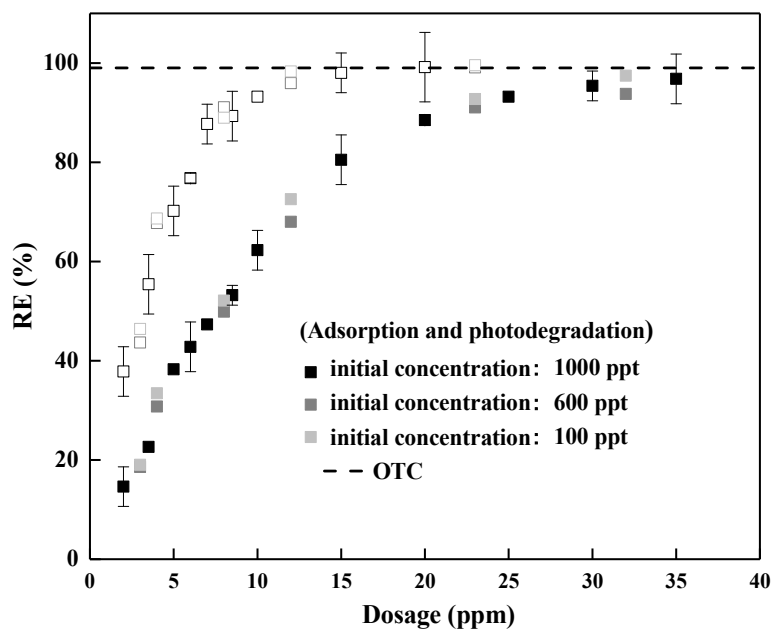 100
80
60
40
20
0
RE (%)
(Adsorption and photodegradation)
initial concentration: 1000 ppt
initial concentration: 600 ppt
initial concentration: 100 ppt
OTC
0 5 10 15 20 25 30 35 40
Dosage (ppm)